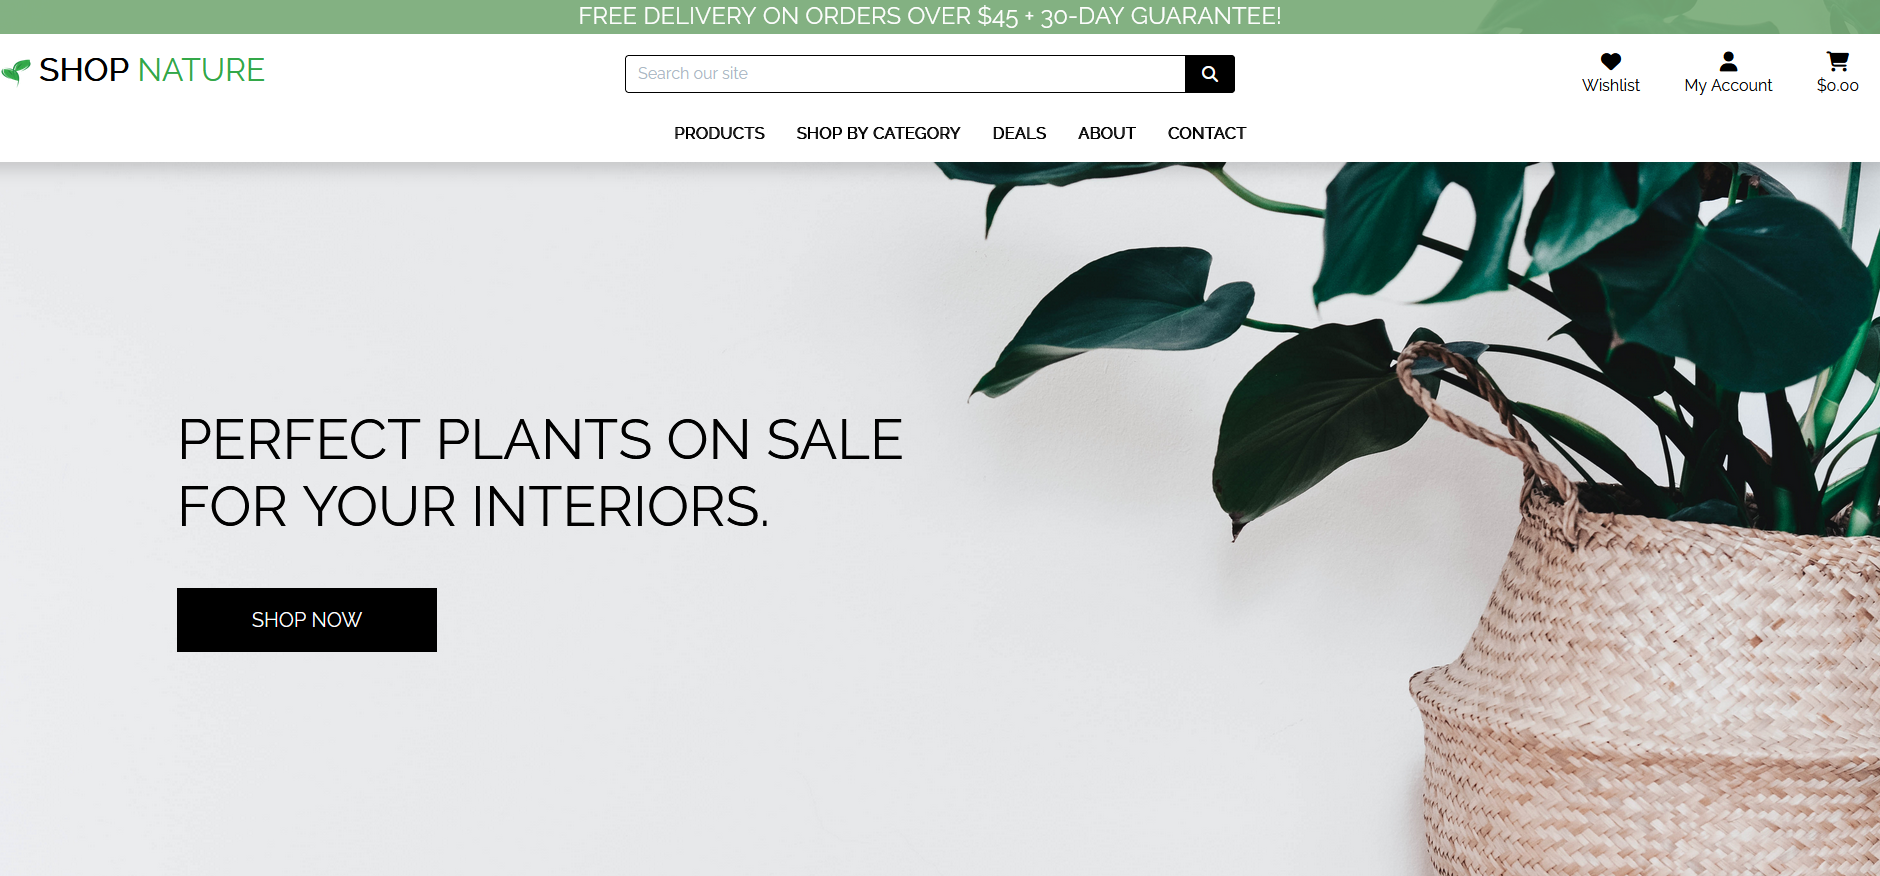 FREE DELIVERY ON ORDERS OVER $45 + 30-DAY GUARANTEE!
SHOP NATURE
Search our site
Wishlist
My Account
$0.00
PRODUCTS
SHOP BY CATEGORY
DEALS
ABOUT
CONTACT
PERFECT PLANTS ON SALE
FOR YOUR INTERIORS.
SHOP NOW